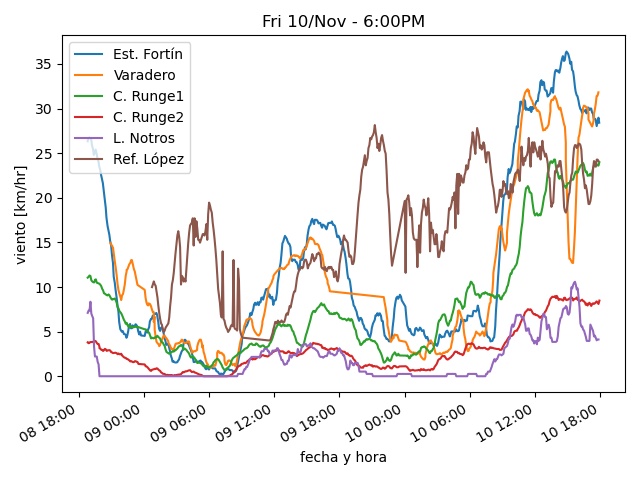 Fri 10/Nov - 6:00PM
Est. Fortín
Varadero
C. Runge1
C. Runge2
L. Notros
Ref. López
viento [km/hr]
35
30
25
20
15
10
5
0
08 18:00
09 00:00
09 06:00
09 12:00
09 18:00
10 00:00
10 06:00
10 12:00
10 18:00
fecha y hora